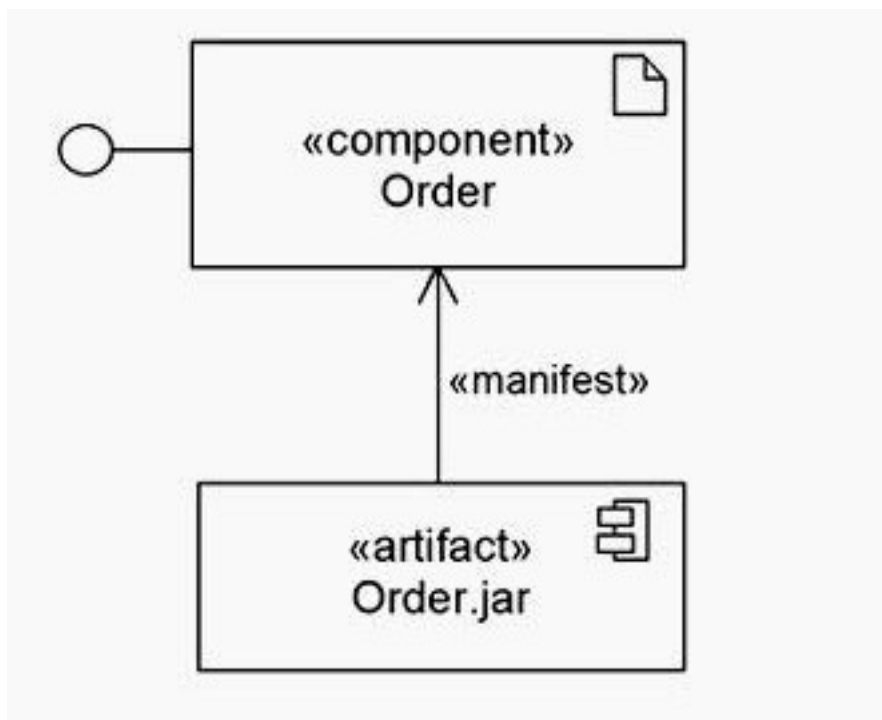 «component»
Order
«manifest»
«artifact»
Order.jar